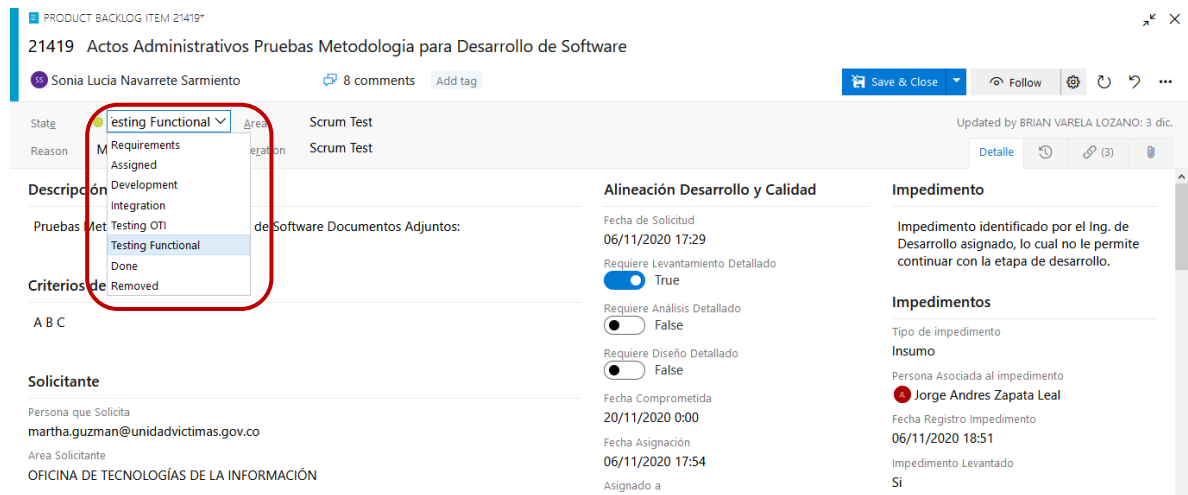 PRODUCT BACKLOG ITEM 21419*
21419 Actos Administrativos Pruebas Metodologia para Desarrollo de Software
SS Sonia Lucia Navarrete Sarmiento 8 comments Add tag
Save & Close Follow
State esting Functional Area Scrum Test
Updated by BRIAN VARELA LOZANO: 3 dic.
Reason M eration Scrum Test
Detalle (3)
Requirements
Assigned
Development
Integration
Testing OTI
Testing Functional
Done
Removed
Descripción
Pruebas Met de Software Documentos Adjuntos:
Criterios de
A B C
Solicitante
Persona que Solicita
martha.guzman@unidadvictimas.gov.co
Area Solicitante
OFICINA DE TECNOLOGÍAS DE LA INFORMACIÓN
Alineación Desarrollo y Calidad
Fecha de Solicitud
06/11/2020 17:29
Requiere Levantamiento Detallado
True
Requiere Análisis Detallado
False
Requiere Diseño Detallado
False
Fecha Comprometida
20/11/2020 0:00
Fecha Asignación
06/11/2020 17:54
Asignado a
Impedimento
Impedimento identificado por el Ing. de
Desarrollo asignado, lo cual no le permite
continuar con la etapa de desarrollo.
Impedimentos
Tipo de impedimento
Insumo
Persona Asociada al impedimento
Jorge Andres Zapata Leal
Fecha Registro Impedimento
06/11/2020 18:51
Impedimento Levantado
Si